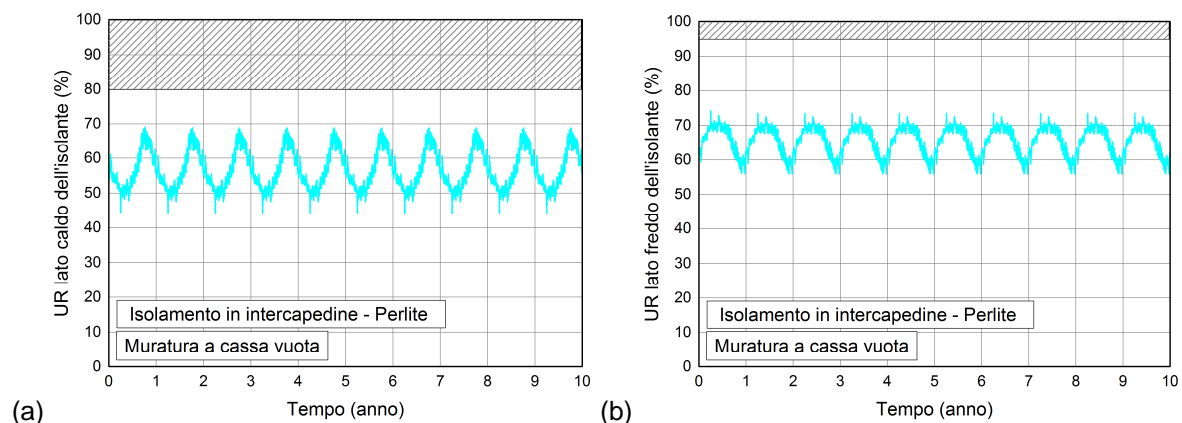 UR lato caldo dell'isolante (%)
100
90
80
70
60
50
40
30
20
10
0
Isolamento in intercapedine - Perlite
Muratura a cassa vuota
0 1 2 3 4 5 6 7 8 9 10
Tempo (anno)
(a)
UR lato freddo dell'isolante (%)
100
90
80
70
60
50
40
30
20
10
0
Isolamento in intercapedine - Perlite
Muratura a cassa vuota
0 1 2 3 4 5 6 7 8 9 10
Tempo (anno)
(b)